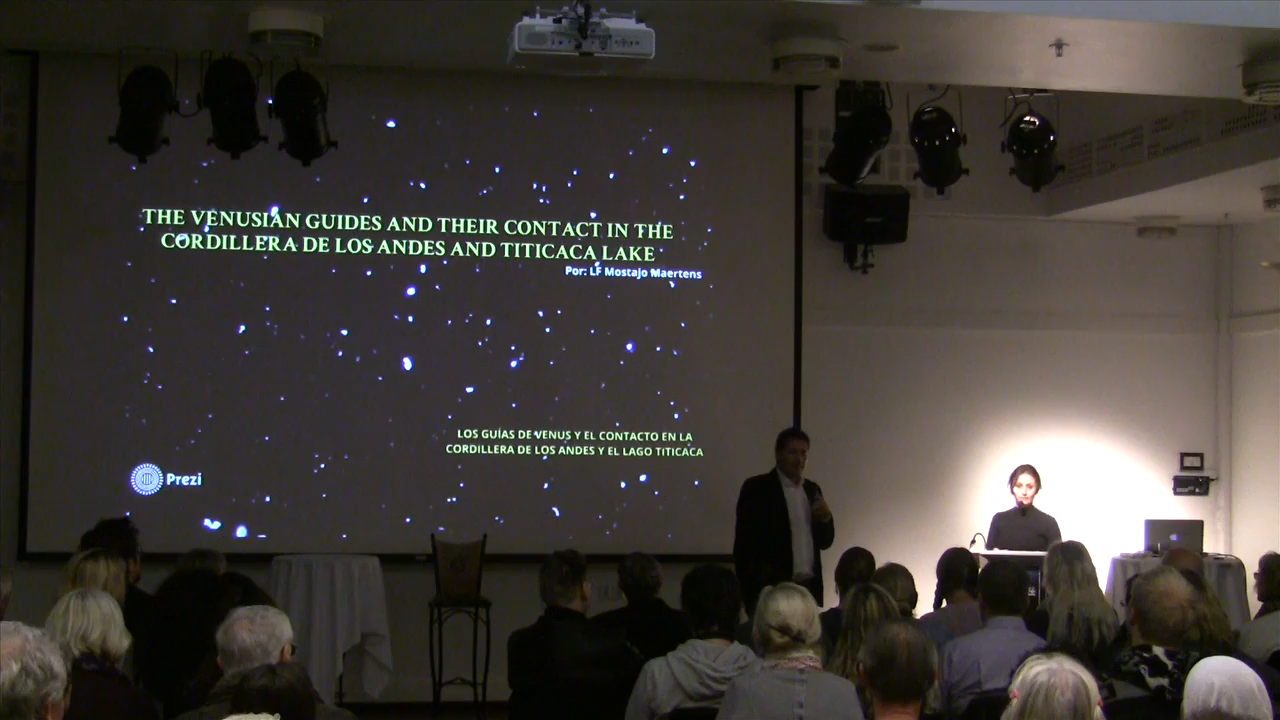 THE VENUSIAN GUIDES AND THEIR CONTACT IN THE
CORDILLERA DE LOS ANDES AND TITICACA LAKE
Por: LF Mostajo Maertens
LOS GUÍAS DE VENUS Y EL CONTACTO EN LA
CORDILLERA DE LOS ANDES Y EL LAGO TITICACA
Prezi